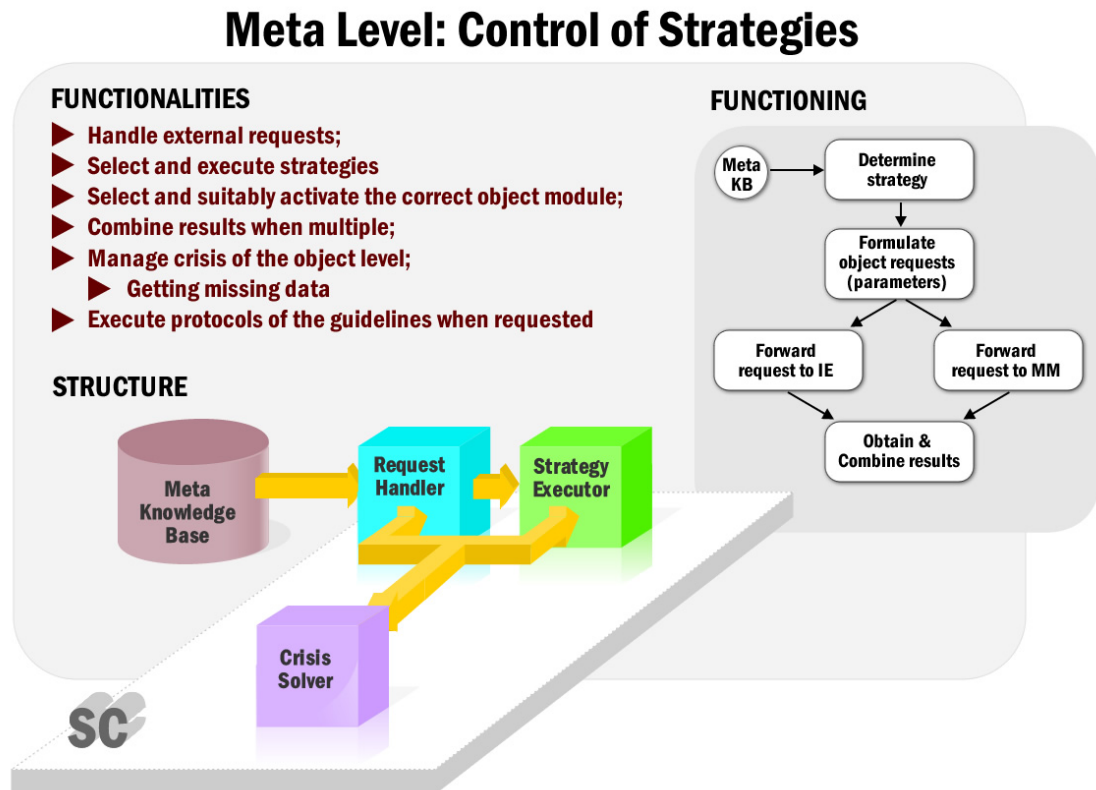 Meta Level: Control of Strategies
FUNCTIONALITIES
Handle external requests;
Select and execute strategies
Select and suitably activate the correct object module;
Combine results when multiple;
Manage crisis of the object level;
Getting missing data
Execute protocols of the guidelines when requested
FUNCTIONING
Meta
KB
Determine
strategy
Formulate
object requests
(parameters)
Forward
request to IE
Forward
request to MM
Obtain &
Combine results
STRUCTURE
Meta
Knowledge
Base
Request
Handler
Strategy
Executor
Crisis
Solver
SC